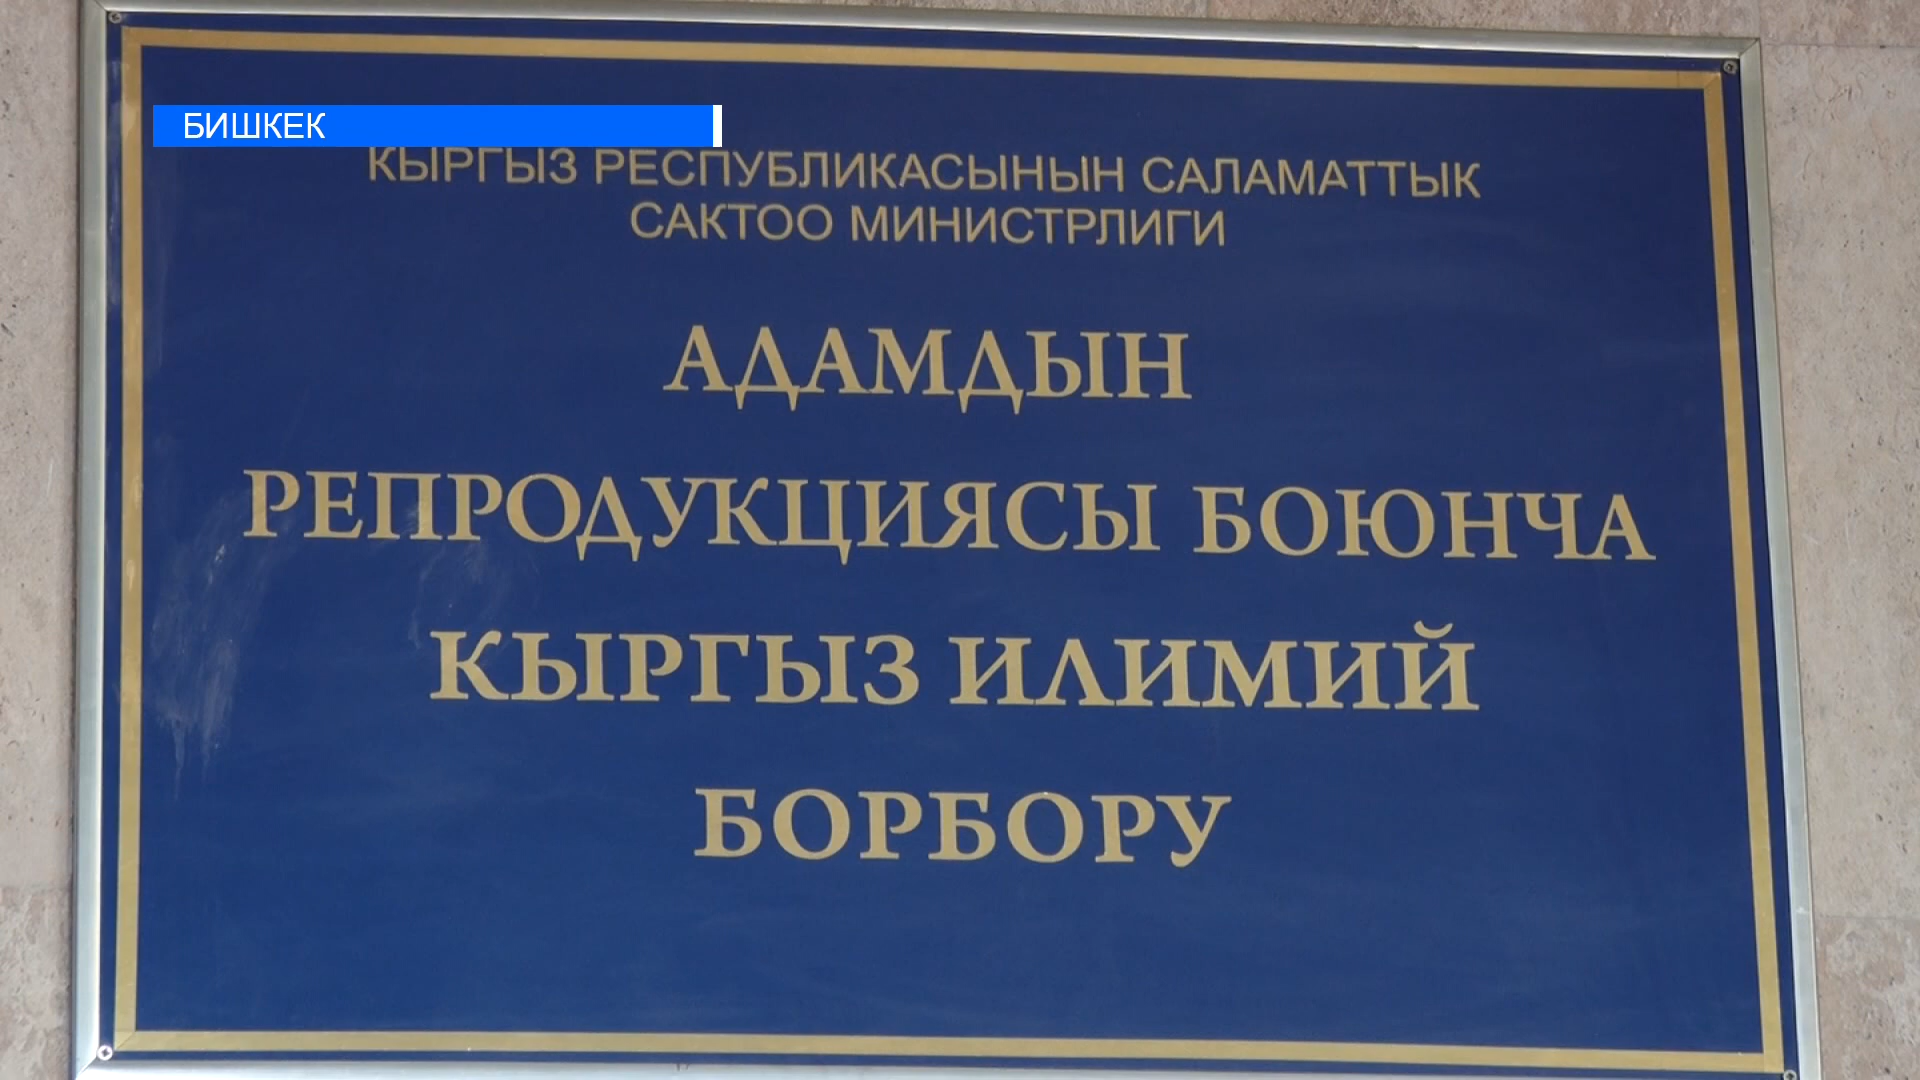 БИШКЕК
КЫРГЫЗ РЕСПУБЛИКАСЫНЫН САЛАМАТТЫК
САКТОО МИНИСТРЛИГИ
АДАМДЫН
РЕПРОДУКЦИЯСЫ БОЮНЧА
КЫРГЫЗ ИЛИМИЙ
БОРБОРУ